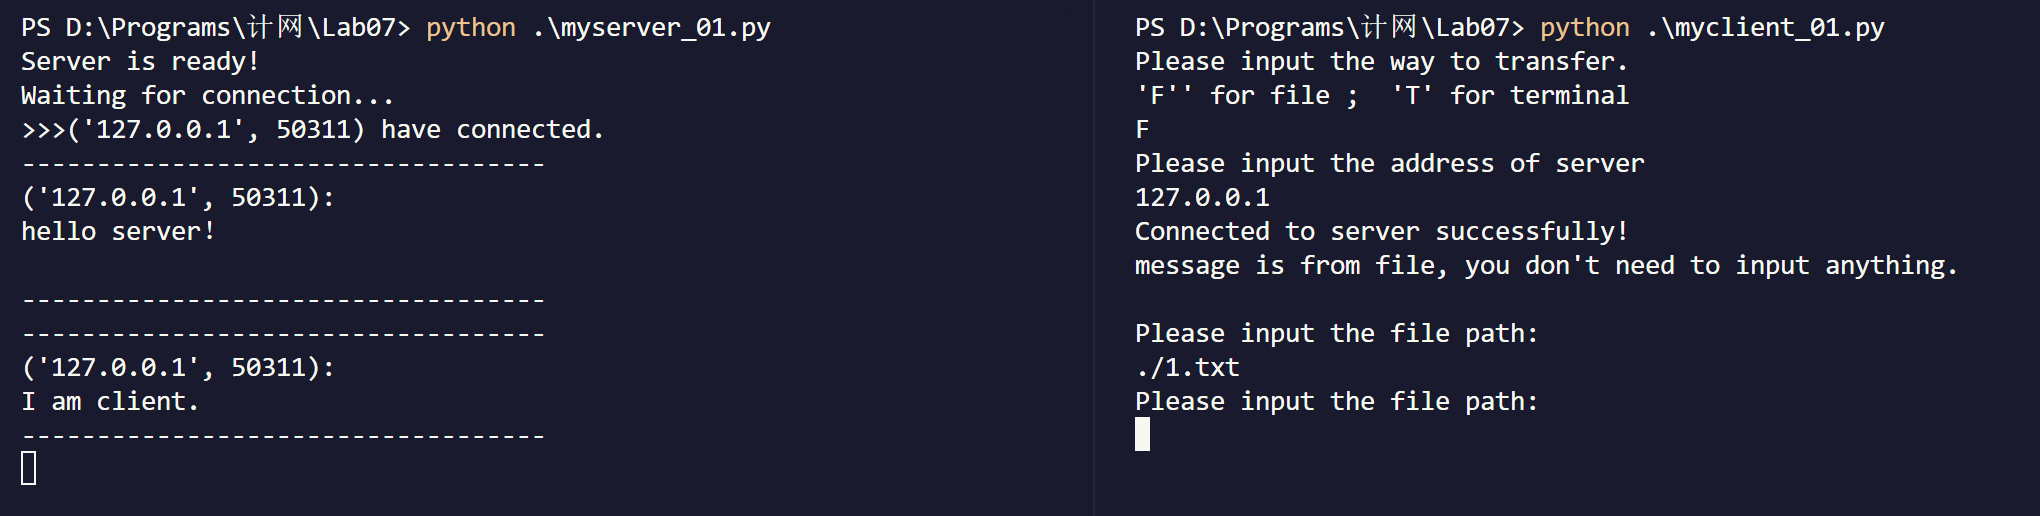 PS D:\Programs\计网\Lab07> python .\myserver_01.py
Server is ready!
Waiting for connection...
>>>('127.0.0.1', 50311) have connected.
-----------------------------------
('127.0.0.1', 50311):
hello server!

-----------------------------------
-----------------------------------
('127.0.0.1', 50311):
I am client.
-----------------------------------
PS D:\Programs\计网\Lab07> python .\myclient_01.py
Please input the way to transfer.
'F'' for file ;  'T' for terminal
F
Please input the address of server
127.0.0.1
Connected to server successfully!
message is from file, you don't need to input anything.

Please input the file path:
./1.txt
Please input the file path: